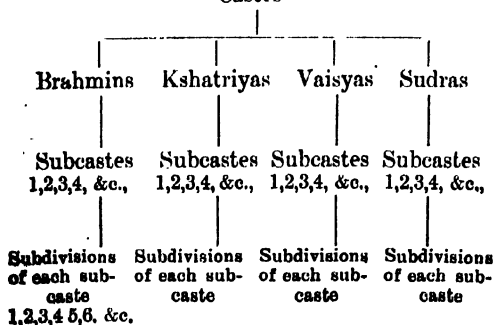 Brahmins Kshatriyas Vaisyas Sudras
Subcastes Subcastes Subcastes Subcastes
1,2,3,4, &c., 1,2,3,4, &c., 1,2,3,4, &c., 1,2,3,4, &c.,
Subdivisions Subdivisions Subdivisions Subdivisions
of each sub- of each sub- of each sub- of each sub-
caste caste caste caste
1,2,3,4 5,6, &c.